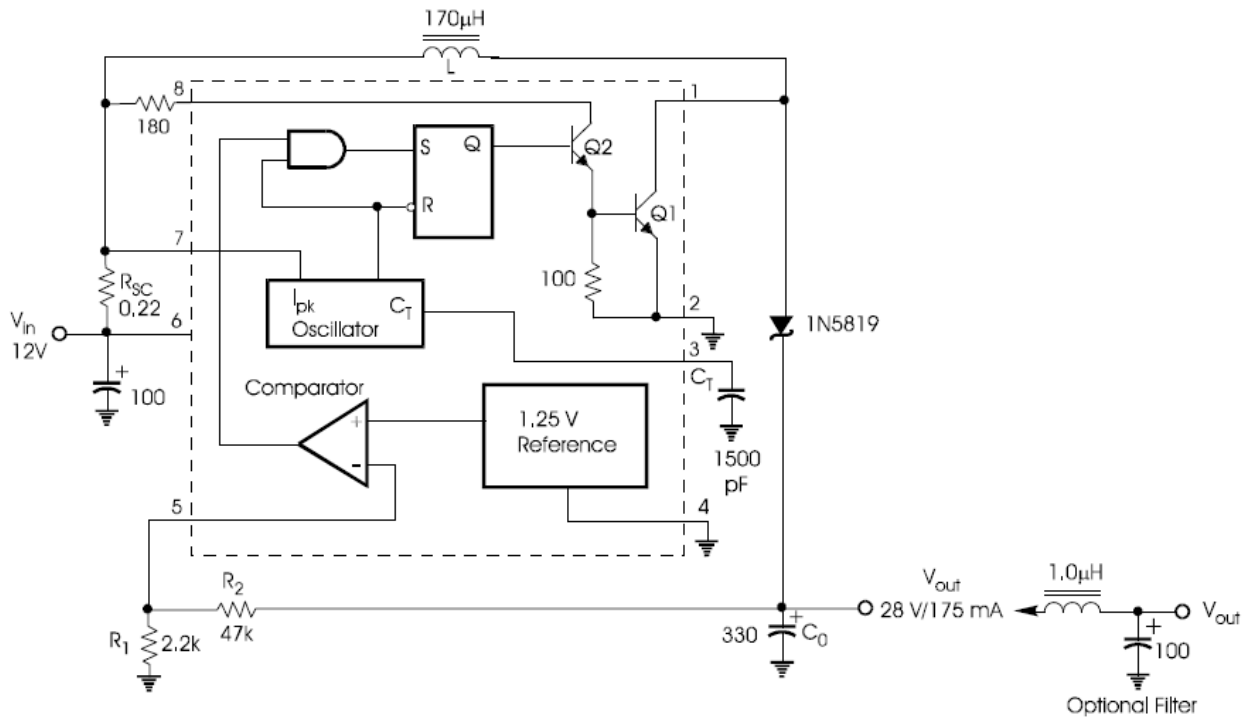 170μH
L
8
1
180
S
Q
Q2
R
Q1
7
100
R_SC
0,22
I_pk
C_T
Oscillator
2
V_in
12V
6
1N5819
3
C_T
+
100
Comparator
+
-
1,25 V
Reference
1500
pF
5
4
R_2
47k
V_out
28 V/175 mA
1,0μH
V_out
R_1
2,2k
330
+
C_0
+
100
Optional Filter